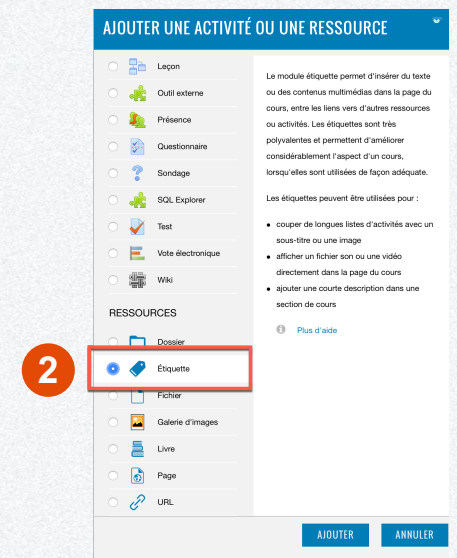 AJOUTER UNE ACTIVITÉ OU UNE RESSOURCE
Leçon
Outil externe
Présence
Questionnaire
Sondage
SQL Explorer
Test
Vote électronique
Wiki
RESSOURCES
Dossier
2
Étiquette
Fichier
Galerie d'images
Livre
Page
URL
Le module étiquette permet d'insérer du texte
ou des contenus multimédias dans la page du
cours, entre les liens vers d'autres ressources
ou activités. Les étiquettes sont très
polyvalentes et permettent d'améliorer
considérablement l'aspect d'un cours,
lorsqu'elles sont utilisées de façon adéquate.
Les étiquettes peuvent être utilisées pour :
• couper de longues listes d'activités avec un
sous-titre ou une image
• afficher un fichier son ou une vidéo
directement dans la page du cours
• ajouter une courte description dans une
section de cours
Plus d'aide
AJOUTER
ANNULER